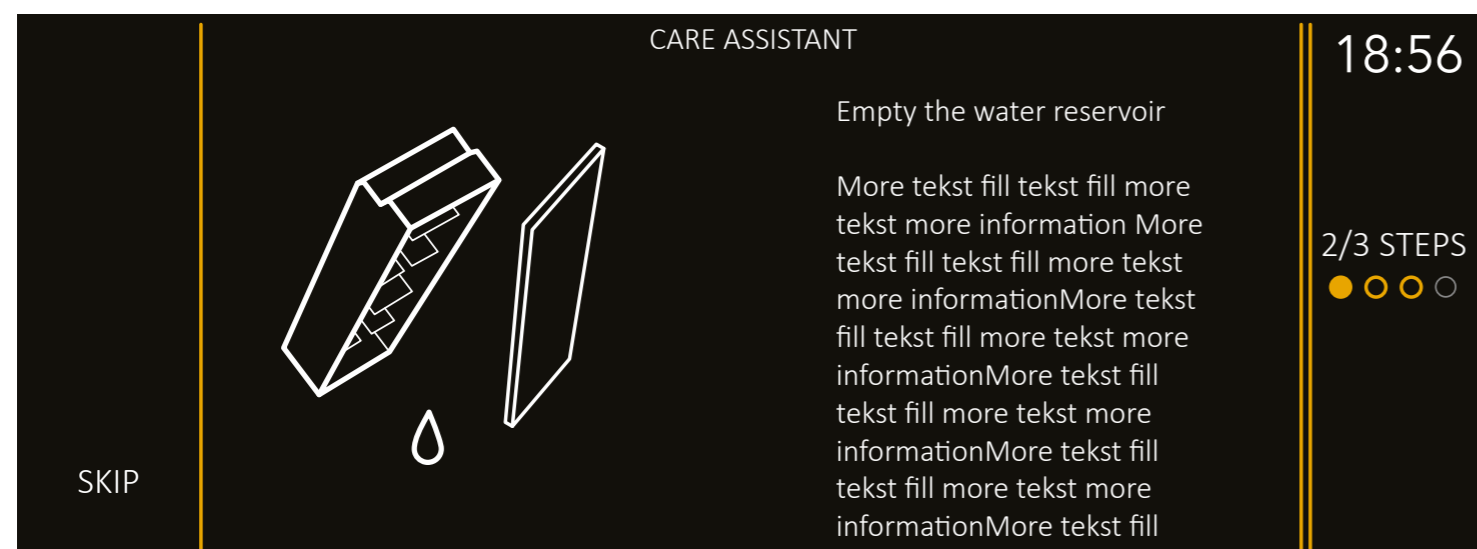 CARE ASSISTANT
18:56
Empty the water reservoir
More tekst fill tekst fill more
tekst more information More
tekst fill tekst fill more tekst
more informationMore tekst
fill tekst fill more tekst more
informationMore tekst fill
tekst fill more tekst more
informationMore tekst fill
tekst fill more tekst more
informationMore tekst fill
2/3 STEPS
SKIP